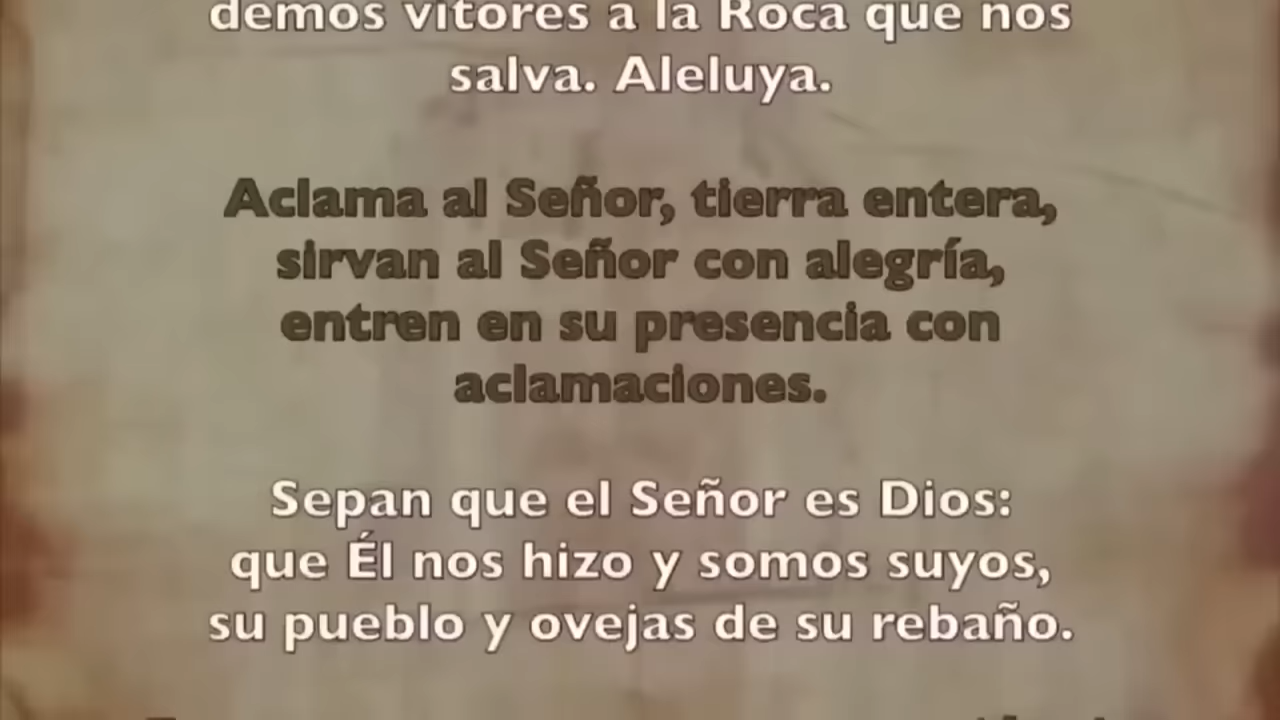 demos vítores a la Roca que nos
salva. Aleluya.
Aclama al Señor, tierra entera,
sirvan al Señor con alegría,
entren en su presencia con
aclamaciones.
Sepan que el Señor es Dios:
que Él nos hizo y somos suyos,
su pueblo y ovejas de su rebaño.